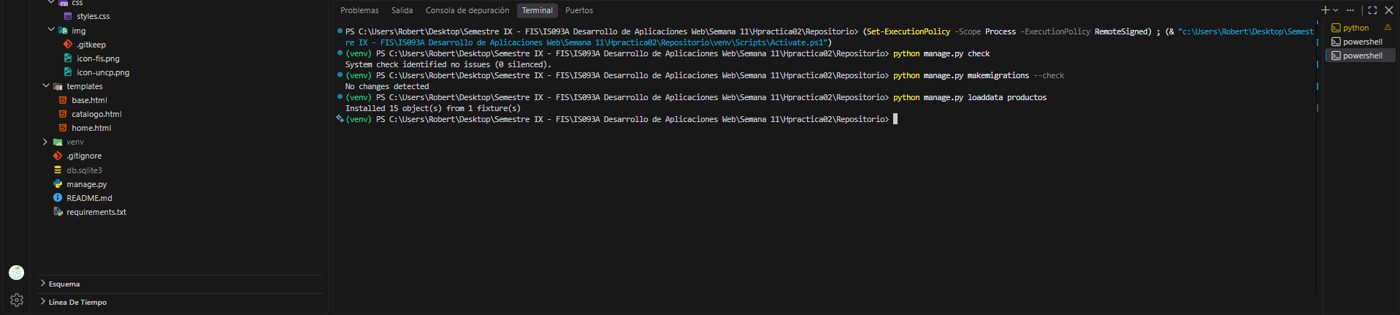 css
styles.css
img
.gitkeep
icon-fis.png
icon-uncp.png
templates
base.html
catalogo.html
home.html
venv
.gitignore
db.sqlite3
manage.py
README.md
requirements.txt
Esquema
Línea De Tiempo
Problemas Salida Consola de depuración Terminal Puertos
PS C:\Users\Robert\Desktop\Semestre IX - FIS\IS093A Desarrollo de Aplicaciones Web\Semana 11\Hpractica02\Repositorio> (Set-ExecutionPolicy -Scope Process -ExecutionPolicy RemoteSigned) ; (& "c:\Users\Robert\Desktop\Semest
re IX - FIS\IS093A Desarrollo de Aplicaciones Web\Semana 11\Hpractica02\Repositorio\venv\Scripts\Activate.ps1")
(venv) PS C:\Users\Robert\Desktop\Semestre IX - FIS\IS093A Desarrollo de Aplicaciones Web\Semana 11\Hpractica02\Repositorio> python manage.py check
System check identified no issues (0 silenced).
(venv) PS C:\Users\Robert\Desktop\Semestre IX - FIS\IS093A Desarrollo de Aplicaciones Web\Semana 11\Hpractica02\Repositorio> python manage.py makemigrations --check
No changes detected
(venv) PS C:\Users\Robert\Desktop\Semestre IX - FIS\IS093A Desarrollo de Aplicaciones Web\Semana 11\Hpractica02\Repositorio> python manage.py loaddata productos
Installed 15 object(s) from 1 fixture(s)
(venv) PS C:\Users\Robert\Desktop\Semestre IX - FIS\IS093A Desarrollo de Aplicaciones Web\Semana 11\Hpractica02\Repositorio>
python
powershell
powershell